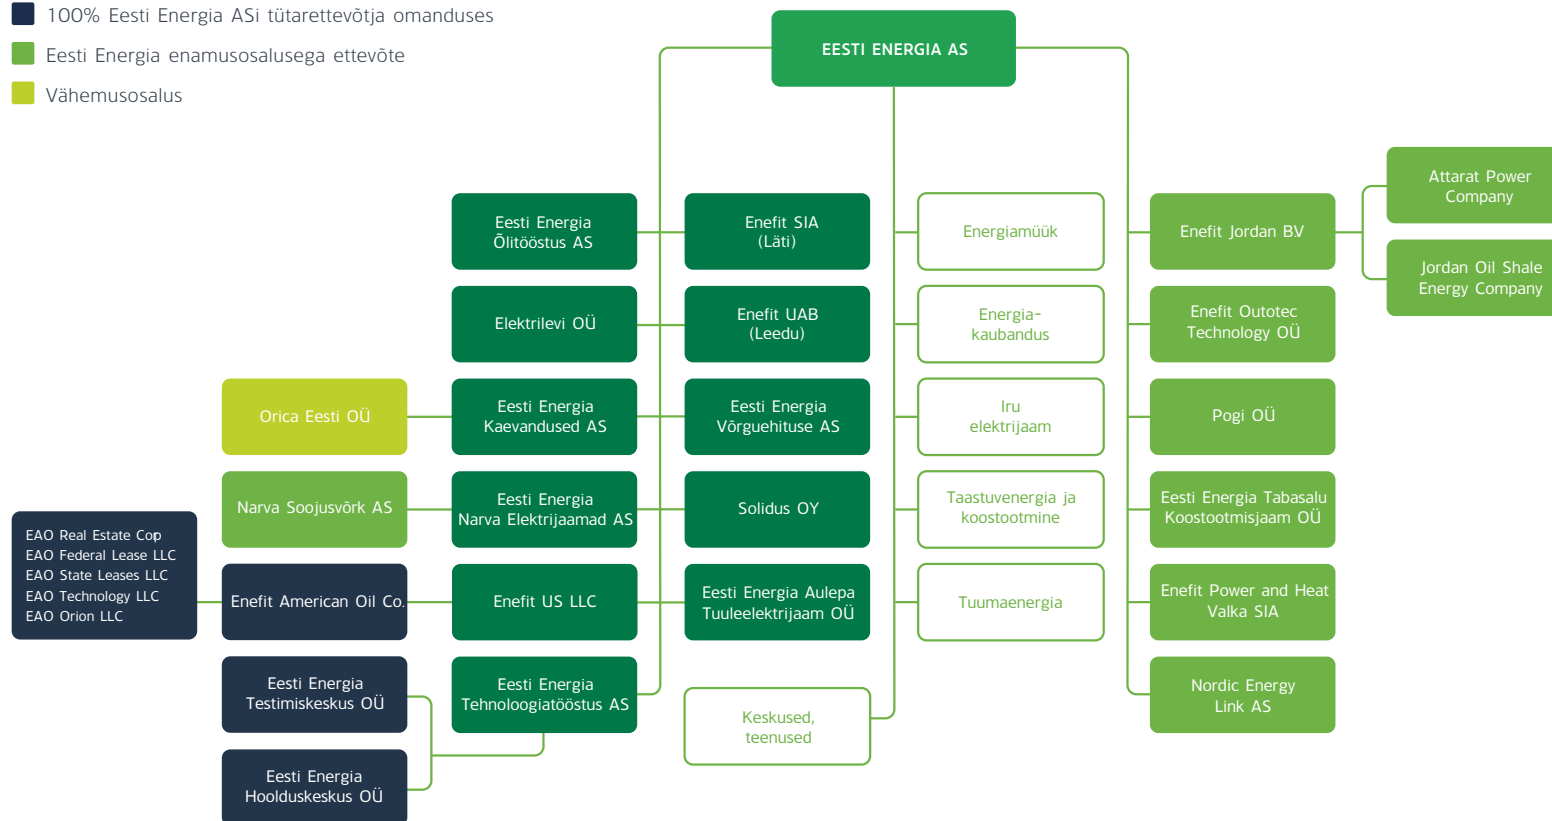 100% Eesti Energia ASi tütarettevõtja omanduses
Eesti Energia enamusosalusega ettevõte
Vähemusosalus
EESTI ENERGIA AS
Attarat Power
Company
Jordan Oil Shale
Energy Company
Eesti Energia
Õlitööstus AS
Enefit SIA
(Läti)
Energiamüük
Enefit Jordan B.V
Elektrilevi OÜ
Enefit UAB
(Leedu)
Energia-
kaubandus
Enefit Outotec
Technology OÜ
Orica Eesti OÜ
Eesti Energia
Kaevandused AS
Eesti Energia
Võrguehituse AS
Iru
elektrijaam
Pogi OÜ
Narva Soojusvõrk AS
Eesti Energia
Narva Elektrijaamad AS
Solidus OY
Taastuvenergia ja
koostootmine
Eesti Energia Tabasalu
Koostootmisjaam OÜ
EAO Real Estate Cop
EAO Federal Lease LLC
EAO State Leases LLC
EAO Technology LLC
EAO Orion LLC
Enefit American Oil Co.
Enefit US LLC
Eesti Energia Aulepa
Tuuleelektrijaam OÜ
Tuumaenergia
Enefit Power and Heat
Valka SIA
Eesti Energia
Testimiskeskus OÜ
Eesti Energia
Tehnoloogiatööstus AS
Keskused,
teenused
Nordic Energy
Link AS
Eesti Energia
Hoolduskeskus OÜ